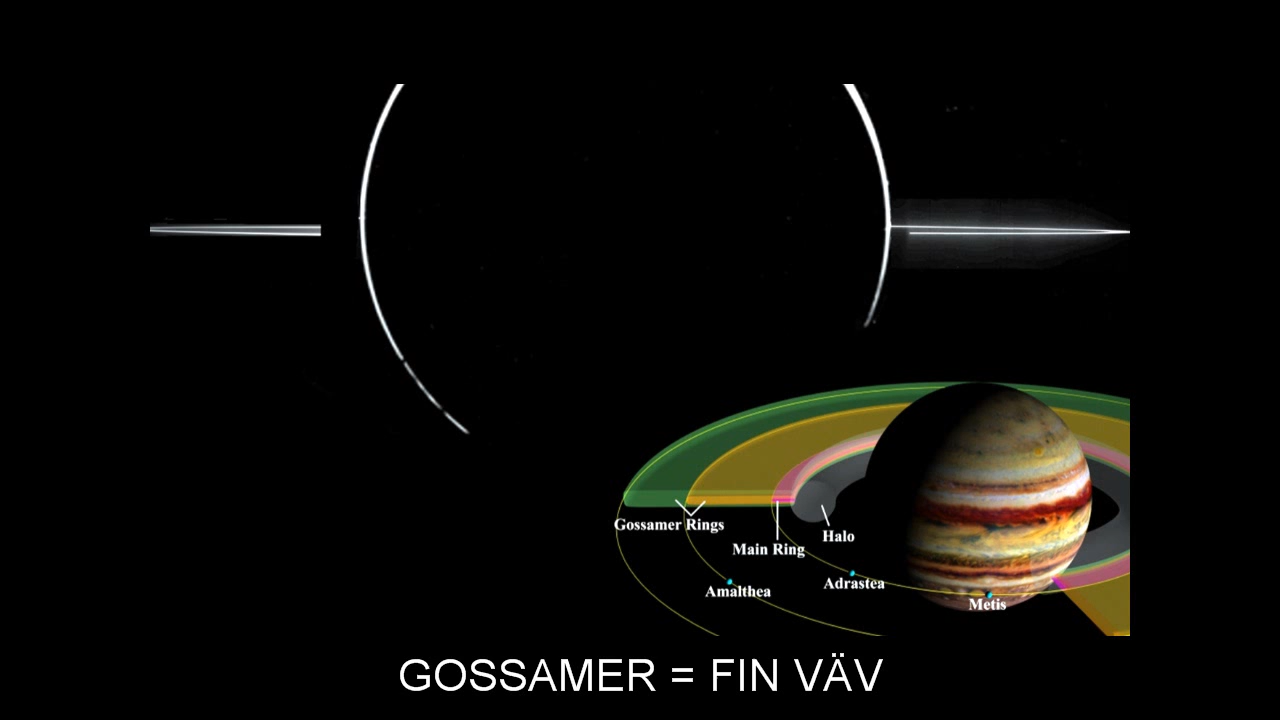 Gossamer Rings
Halo
Main Ring
Adrastea
Amalthea
Metis
GOSSAMER = FIN VÄV